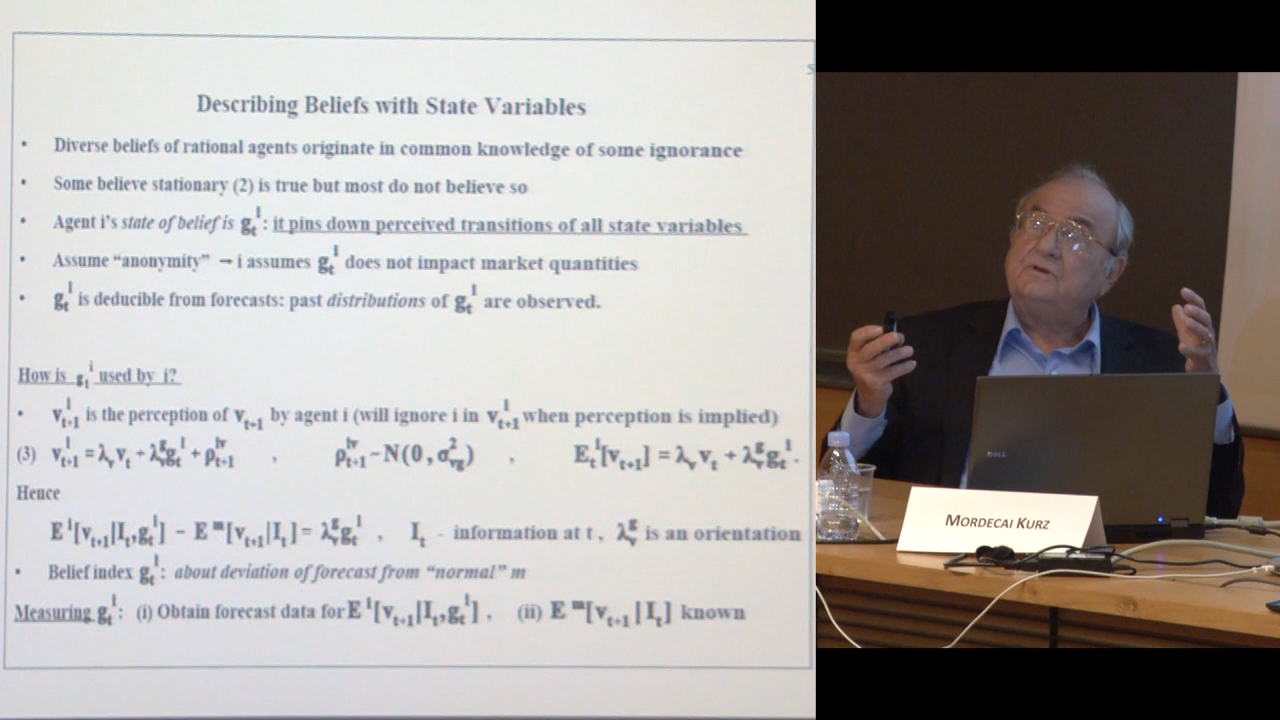 Describing Beliefs with State Variables
• Diverse beliefs of rational agents originate in common knowledge of some ignorance
• Some believe stationary (2) is true but most do not believe so
• Agent i's state of belief is g_t^i: it pins down perceived transitions of all state variables
• Assume “anonymity” → i assumes g_t^i does not impact market quantities
• g_t^i is deducible from forecasts: past distributions of g_t^i are observed.
How is g_t^i used by i?
• v_{t+1}^i is the perception of v_{t+1} by agent i (will ignore i in v_{t+1}^i when perception is implied)
(3) v_{t+1}^i = λ_v v_t + λ_v^g g_t^i + ρ_{t+1}^{iv} , ρ_{t+1}^{iv} ~ N(0, σ_{vg}^2) , E_t^i[v_{t+1}] = λ_v v_t + λ_v^g g_t^i.
Hence
E^i[v_{t+1}|I_t,g_t^i] - E^m[v_{t+1}|I_t] = λ_v^g g_t^i , I_t - information at t, λ_v^g is an orientation
• Belief index g_t^i: about deviation of forecast from “normal” m
Measuring g_t^i: (i) Obtain forecast data for E^i[v_{t+1}|I_t,g_t^i], (ii) E^m[v_{t+1}|I_t] known
DELL
MORDECAI KURZ